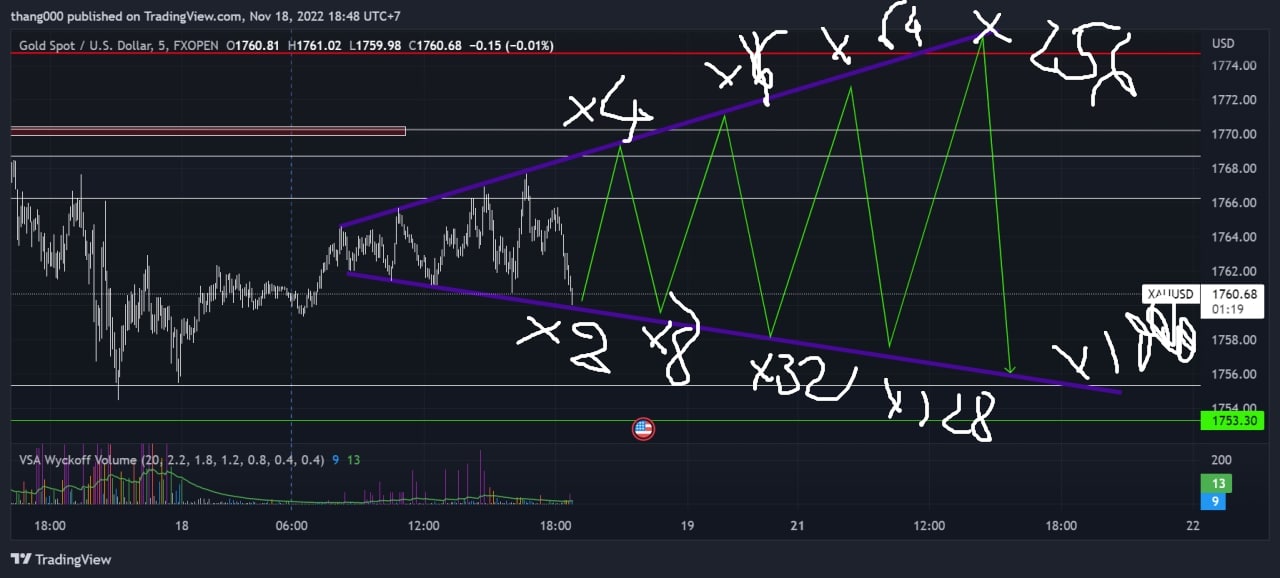 thang000 published on TradingView.com, Nov 18, 2022 18:48 UTC+7
Gold Spot / U.S. Dollar, 5, FXOPEN O1760.81 H1761.02 L1759.98 C1760.68 −0.15 (−0.01%)
USD
1774.00
1772.00
1770.00
1768.00
1766.00
1764.00
1762.00
XAUUSD 1760.68
01:19
1758.00
1756.00
1754.00
1753.30
x4
x
x 64
x 256
x2
x8
x32
x128
x1
VSA Wyckoff Volume (20, 2.2, 1.8, 1.2, 0.8, 0.4, 0.4) 9 13
200
13
9
18:00 18 06:00 12:00 18:00 19 21 12:00 18:00 22
TradingView